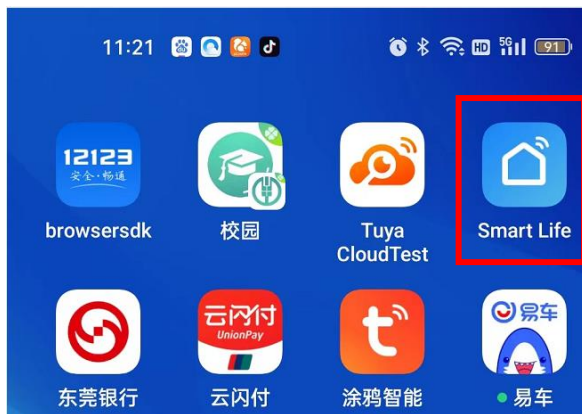 11:21
HD 5G 91
12123
安全·畅通
browsersdk
校园
Tuya
CloudTest
Smart Life
东莞银行
云闪付
UnionPay
云闪付
涂鸦智能
易车
易车